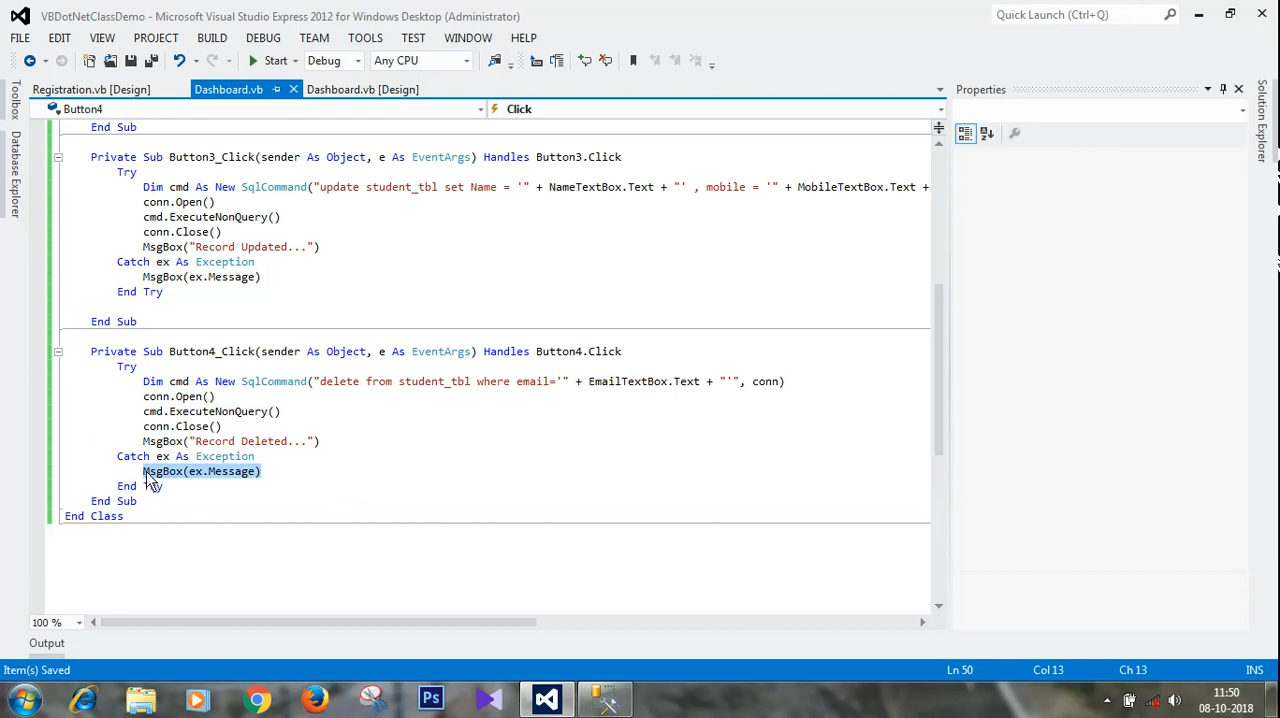 VBDotNetClassDemo - Microsoft Visual Studio Express 2012 for Windows Desktop (Administrator)
Quick Launch (Ctrl+Q)
FILE EDIT VIEW PROJECT BUILD DEBUG TEAM TOOLS TEST WINDOW HELP
Start Debug Any CPU
Registration.vb [Design] Dashboard.vb Dashboard.vb [Design]
Properties
Toolbox
Database Explorer
Solution Explorer
Button4 Click
End Sub
Private Sub Button3_Click(sender As Object, e As EventArgs) Handles Button3.Click
Try
Dim cmd As New SqlCommand("update student_tbl set Name = '" + NameTextBox.Text + "' , mobile = '" + MobileTextBox.Text +
conn.Open()
cmd.ExecuteNonQuery()
conn.Close()
MsgBox("Record Updated...")
Catch ex As Exception
MsgBox(ex.Message)
End Try
End Sub
Private Sub Button4_Click(sender As Object, e As EventArgs) Handles Button4.Click
Try
Dim cmd As New SqlCommand("delete from student_tbl where email='" + EmailTextBox.Text + "'", conn)
conn.Open()
cmd.ExecuteNonQuery()
conn.Close()
MsgBox("Record Deleted...")
Catch ex As Exception
MsgBox(ex.Message)
End Try
End Sub
End Class
100 %
Output
Item(s) Saved Ln 50 Col 13 Ch 13 INS
Ps
11:50
08-10-2018